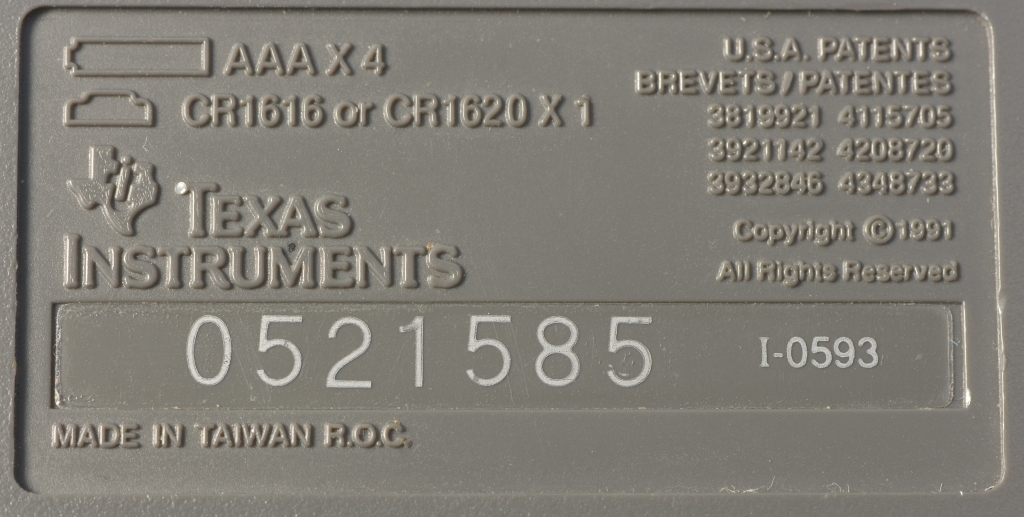 AAA X 4
CR1616 or CR1620 X 1
U.S.A. PATENTS
BREVETS/PATENTES
3819921 4115705
3921142 4208720
3932846 4348733
Copyright ©1991
All Rights Reserved
ti TEXAS
INSTRUMENTS
0521585 I-0593
MADE IN TAIWAN R.O.C.